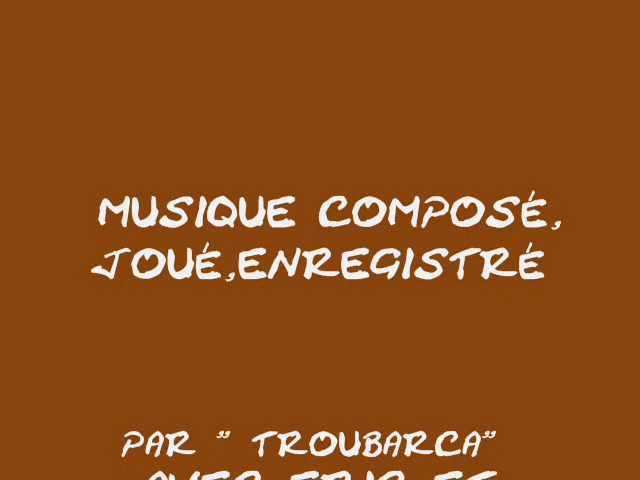 MUSIQUE COMPOSÉ,
JOUÉ,ENREGISTRÉ
PAR " TROUBARCA"